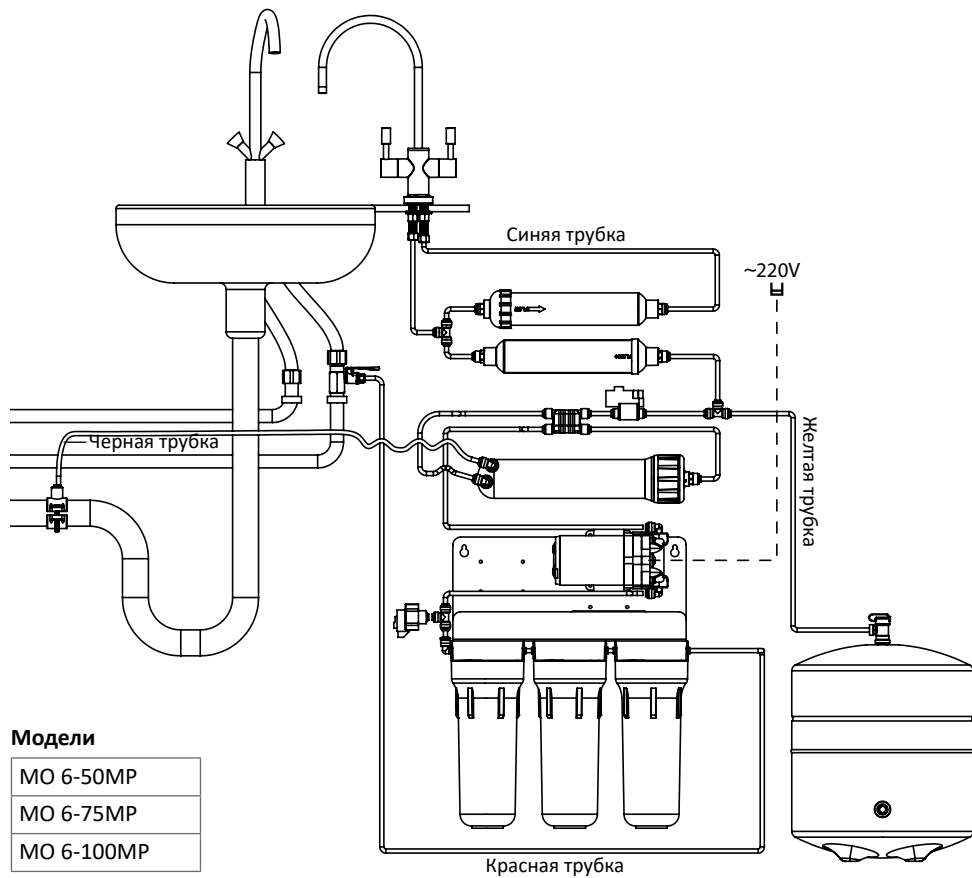 Синяя трубка
~220V
Черная трубка
Желтая трубка
Модели
МО 6-50МР
МО 6-75МР
МО 6-100МР
Красная трубка